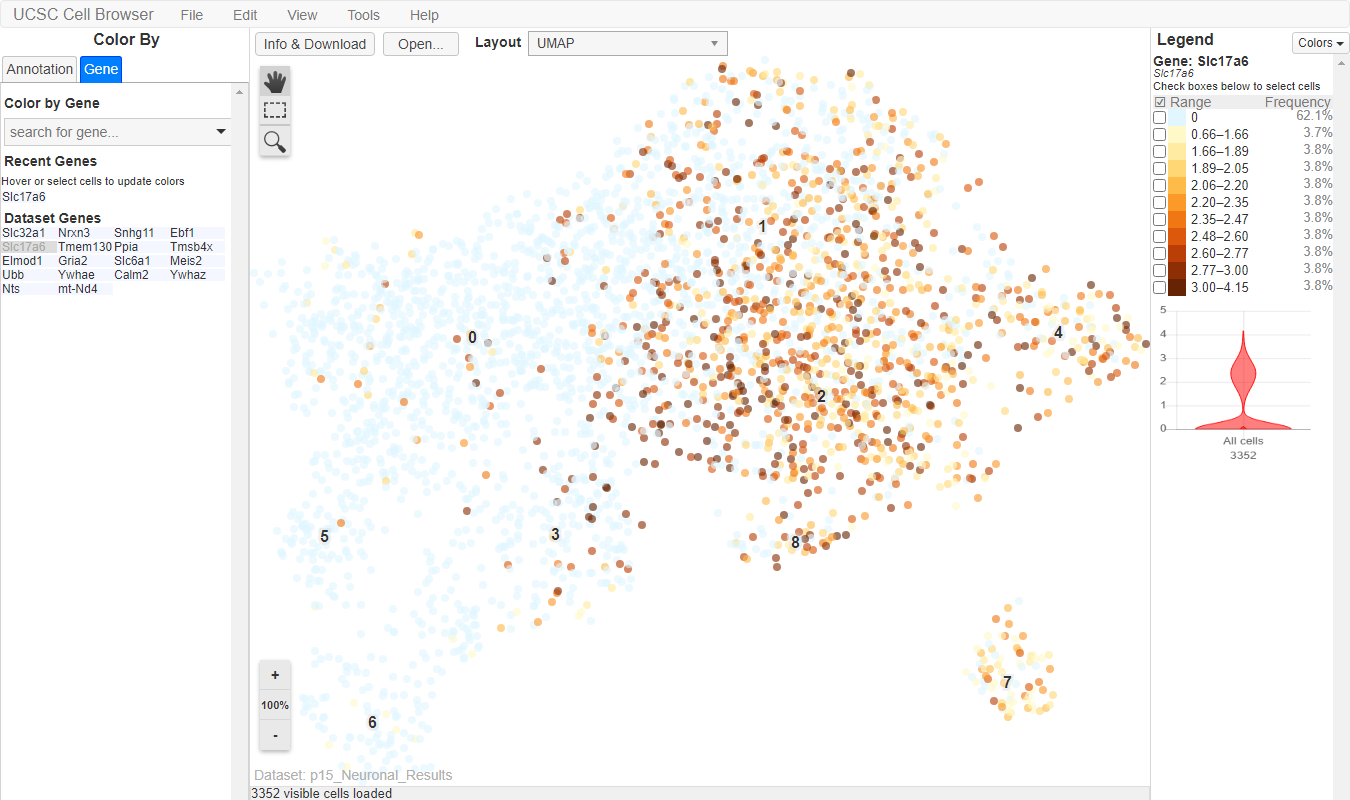 UCSC Cell Browser File Edit View Tools Help
Color By
Annotation Gene
Color by Gene
search for gene...
Recent Genes
Hover or select cells to update colors
Slc17a6
Dataset Genes
Slc32a1 Nrxn3 Snhg11 Ebf1
Slc17a6 Tmem130 Ppia Tmsb4x
Elmod1 Gria2 Slc6a1 Meis2
Ubb Ywhae Calm2 Ywhaz
Nts mt-Nd4
Info & Download Open... Layout UMAP
1
0
4
2
5
3
8
7
6
+
100%
-
Dataset: p15_Neuronal_Results
3352 visible cells loaded
Legend Colors
Gene: Slc17a6
Slc17a6
Check boxes below to select cells
Range Frequency
0 62.1%
0.66–1.66 3.7%
1.66–1.89 3.8%
1.89–2.05 3.8%
2.06–2.20 3.8%
2.20–2.35 3.8%
2.35–2.47 3.8%
2.48–2.60 3.8%
2.60–2.77 3.8%
2.77–3.00 3.8%
3.00–4.15 3.8%
5
4
3
2
1
0
All cells
3352